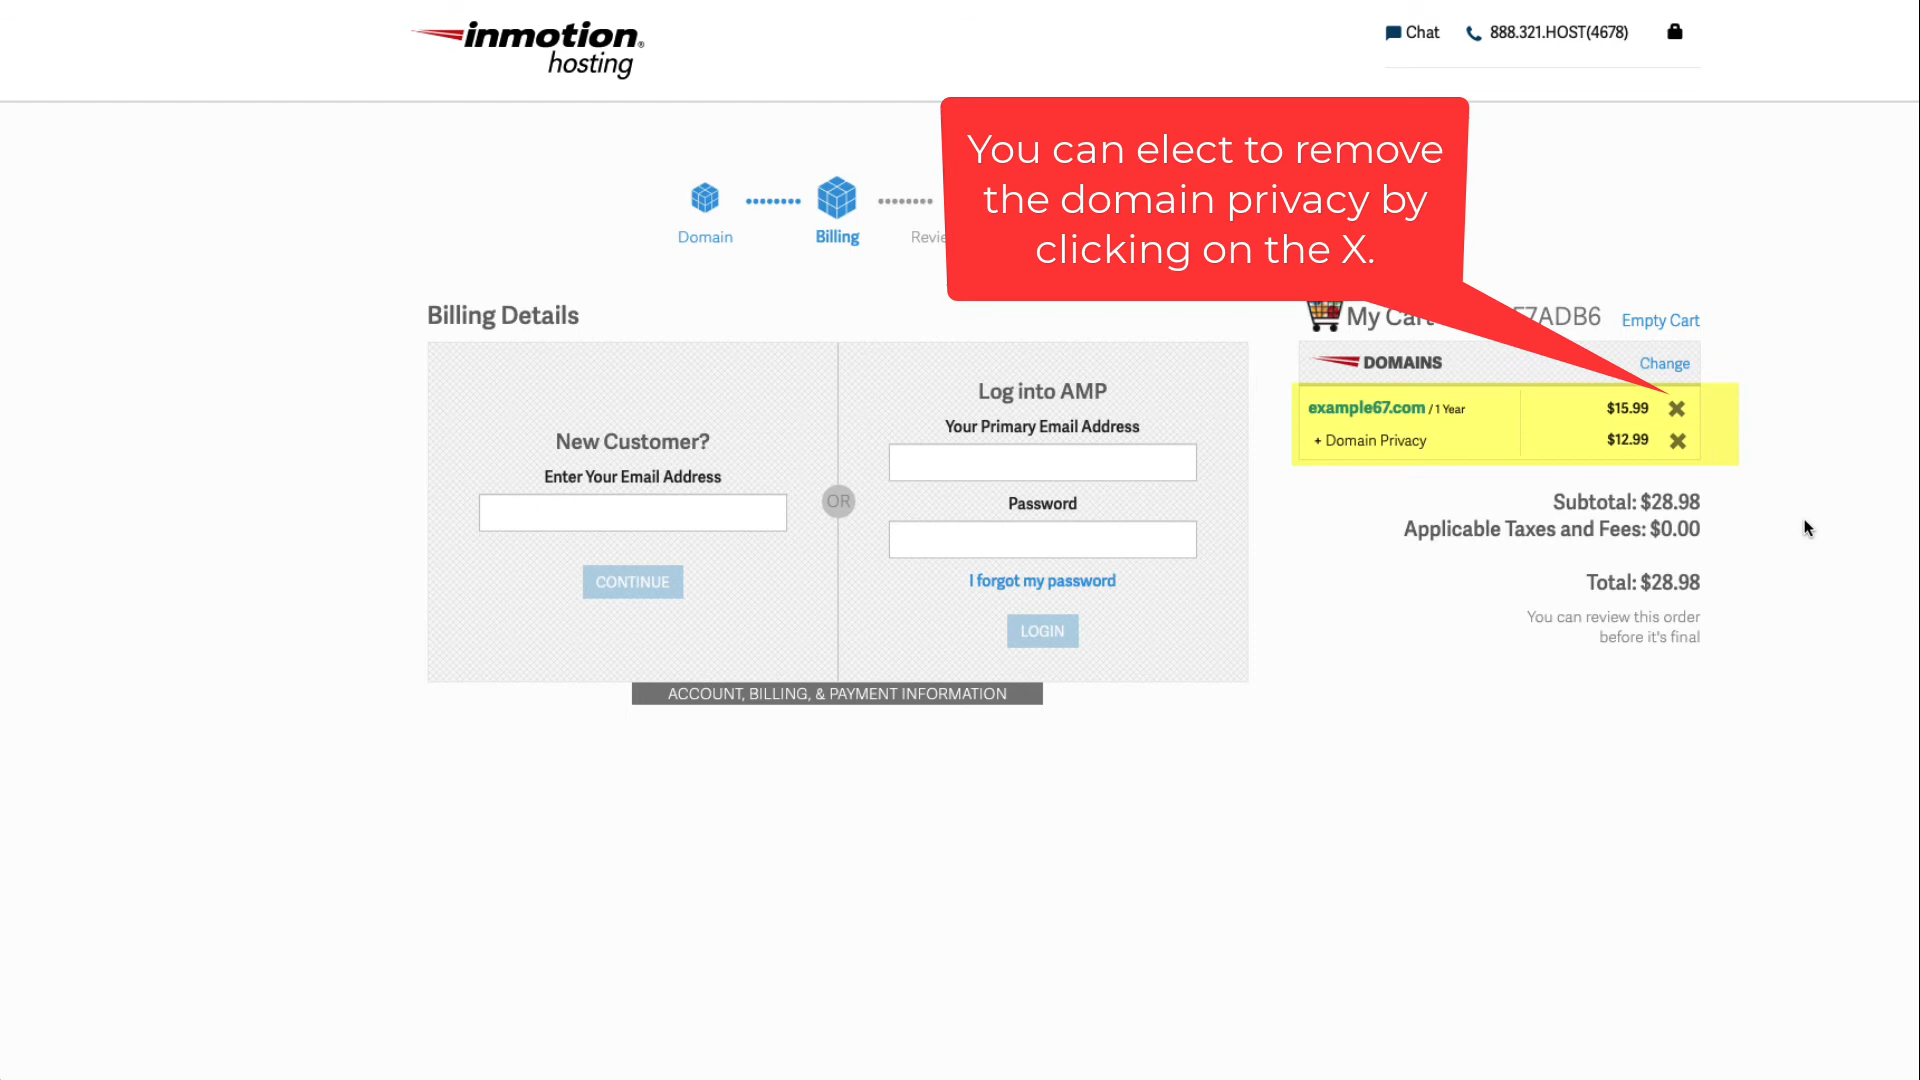 inmotion
hosting
Chat
888.321.HOST(4678)
You can elect to remove
the domain privacy by
clicking on the X.
Domain
Billing
Billing Details
New Customer?
Enter Your Email Address
CONTINUE
OR
Log into AMP
Your Primary Email Address
Password
I forgot my password
LOGIN
ACCOUNT, BILLING, & PAYMENT INFORMATION
My Cart
7ADB6
Empty Cart
DOMAINS
Change
example67.com / 1 Year $15.99
+ Domain Privacy $12.99
Subtotal: $28.98
Applicable Taxes and Fees: $0.00
Total: $28.98
You can review this order
before it's final